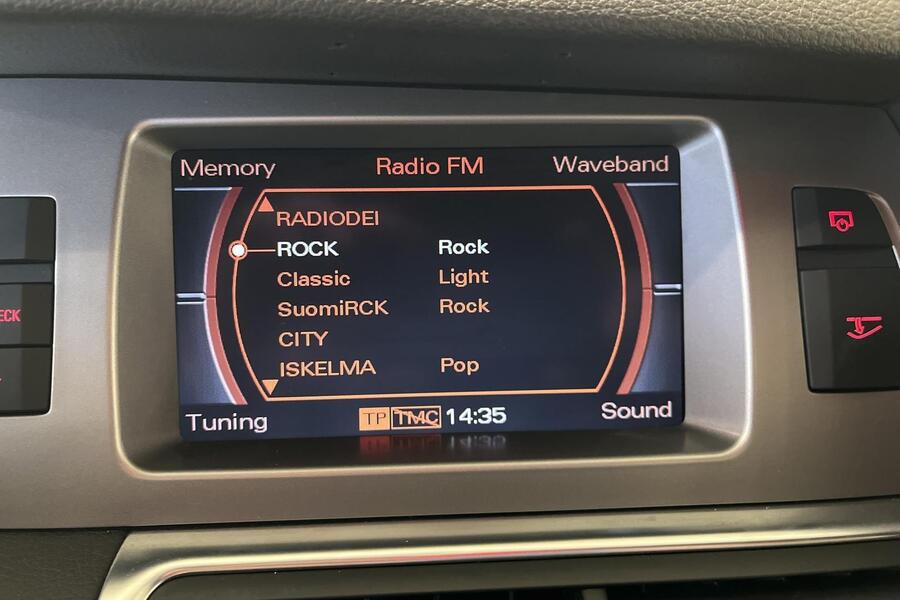 Memory Radio FM Waveband
RADIODEI
ROCK Rock
Classic Light
SuomiRCK Rock
CITY
ISKELMA Pop
Tuning TP TMC 14:35 Sound
ECK